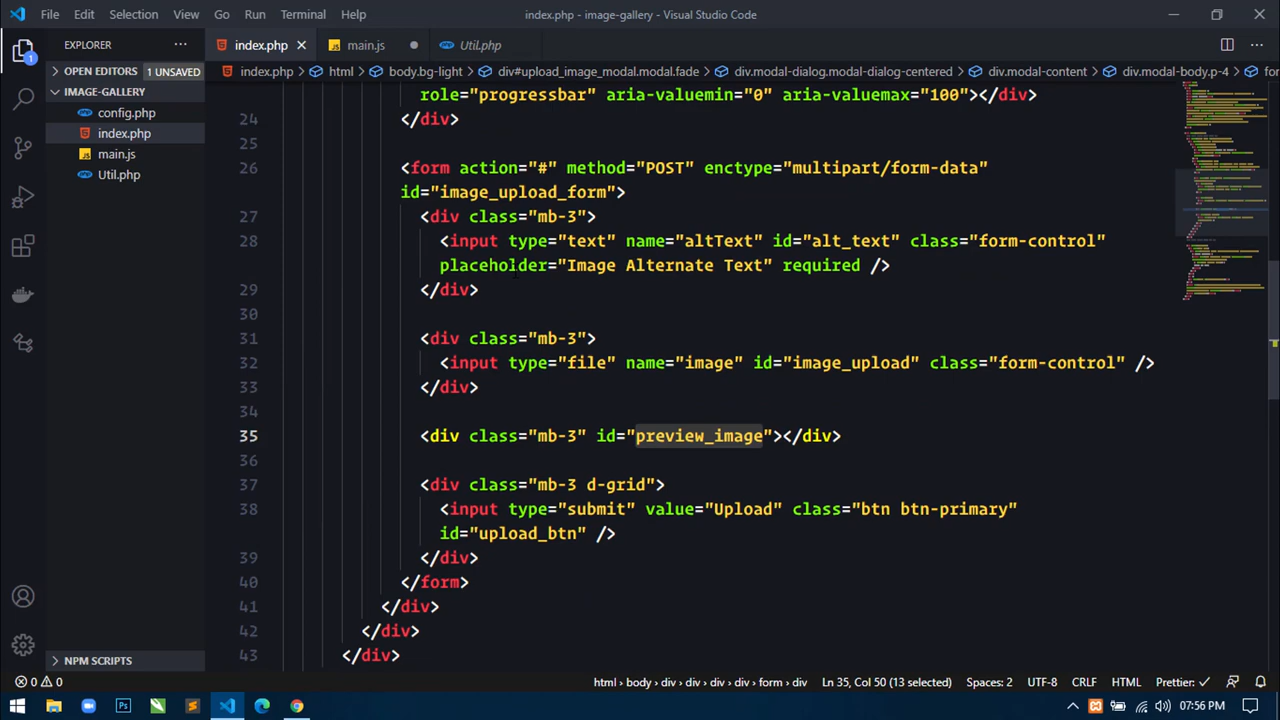 File Edit Selection View Go Run Terminal Help
index.php - image-gallery - Visual Studio Code
EXPLORER
index.php
main.js
Util.php
OPEN EDITORS 1 UNSAVED
index.php > html > body.bg-light > div#upload_image_modal.modal.fade > div.modal-dialog.modal-dialog-centered > div.modal-content > div.modal-body.p-4 > for
IMAGE-GALLERY
config.php
index.php
main.js
Util.php
1
role="progressbar" aria-valuemin="0" aria-valuemax="100"></div>
24 </div>
25
26 <form action="#" method="POST" enctype="multipart/form-data"
id="image_upload_form">
27 <div class="mb-3">
28 <input type="text" name="altText" id="alt_text" class="form-control"
placeholder="Image Alternate Text" required />
29 </div>
30
31 <div class="mb-3">
32 <input type="file" name="image" id="image_upload" class="form-control" />
33 </div>
34
35 <div class="mb-3" id="preview_image"></div>
36
37 <div class="mb-3 d-grid">
38 <input type="submit" value="Upload" class="btn btn-primary"
id="upload_btn" />
39 </div>
40 </form>
41 </div>
42 </div>
43 </div>
NPM SCRIPTS
0 0
html > body > div > div > div > div > form > div
Ln 35, Col 50 (13 selected)
Spaces: 2
UTF-8
CRLF
HTML
Prettier: ✓
07:56 PM